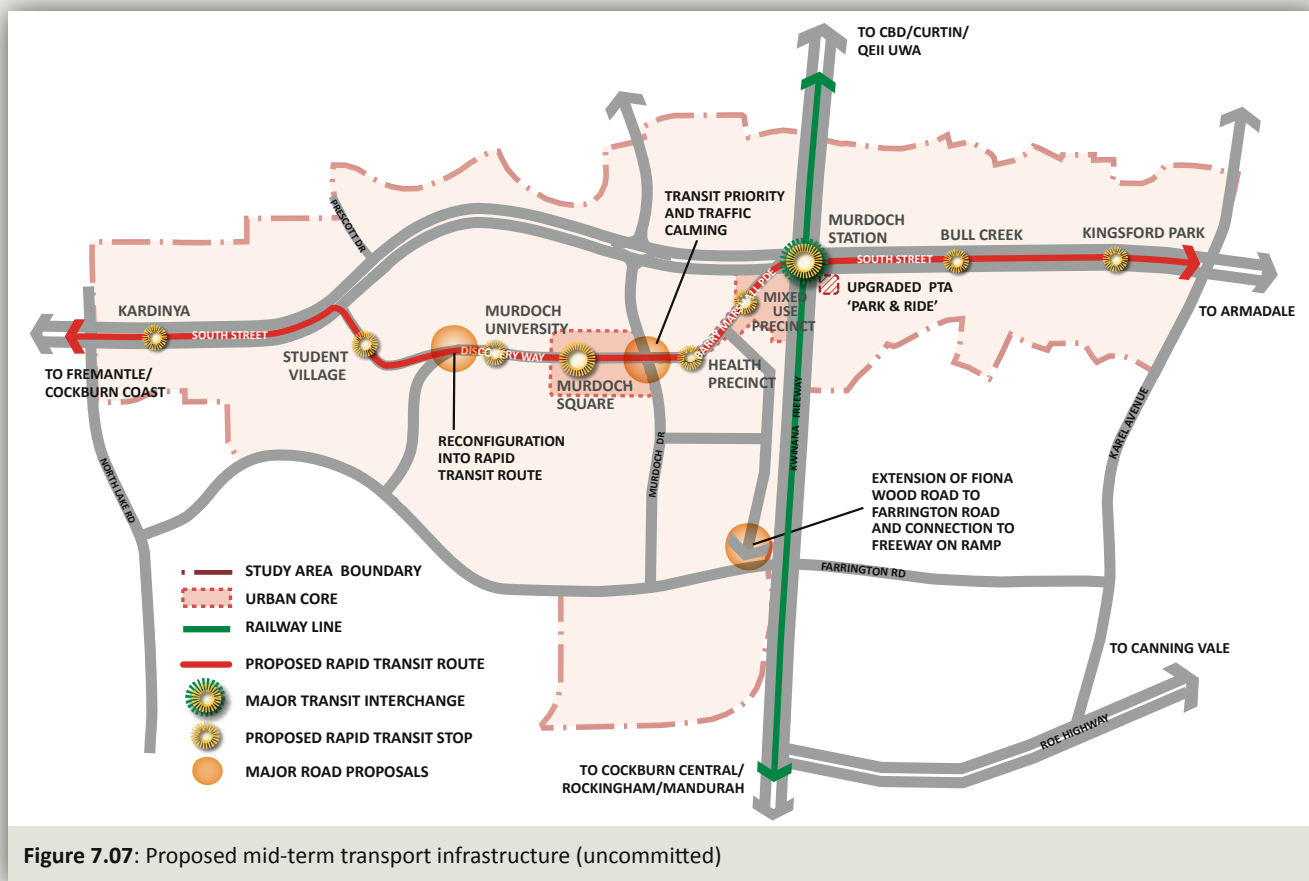 TO CBD/CURTIN/
QEII UWA
PRESCOTT DR
TRANSIT PRIORITY
AND TRAFFIC
CALMING
MURDOCH
STATION
BULL CREEK
KINGSFORD PARK
SOUTH STREET
UPGRADED PTA
‘PARK & RIDE’
TO ARMADALE
KARDINYA
SOUTH STREET
TO FREMANTLE/
COCKBURN COAST
STUDENT
VILLAGE
MURDOCH
UNIVERSITY
DISCOVERY WAY
MURDOCH
SQUARE
BARRY MARSHALL PDE
MIXED
USE
PRECINCT
HEALTH
PRECINCT
RECONFIGURATION
INTO RAPID
TRANSIT ROUTE
NORTH LAKE RD
MURDOCH DR
KWINANA FREEWAY
KAREL AVENUE
EXTENSION OF FIONA
WOOD ROAD TO
FARRINGTON ROAD
AND CONNECTION TO
FREEWAY ON RAMP
FARRINGTON RD
TO CANNING VALE
ROE HIGHWAY
TO COCKBURN CENTRAL/
ROCKINGHAM/MANDURAH
STUDY AREA BOUNDARY
URBAN CORE
RAILWAY LINE
PROPOSED RAPID TRANSIT ROUTE
MAJOR TRANSIT INTERCHANGE
PROPOSED RAPID TRANSIT STOP
MAJOR ROAD PROPOSALS
Figure 7.07: Proposed mid-term transport infrastructure (uncommitted)